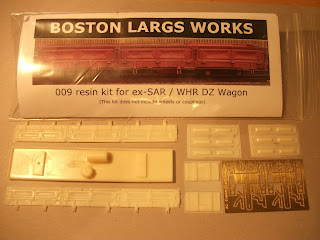 BOSTON LARGS WORKS
009 resin kit for ex-SAR / WHR DZ Wagon
(This kit does not include wheels or couplings)